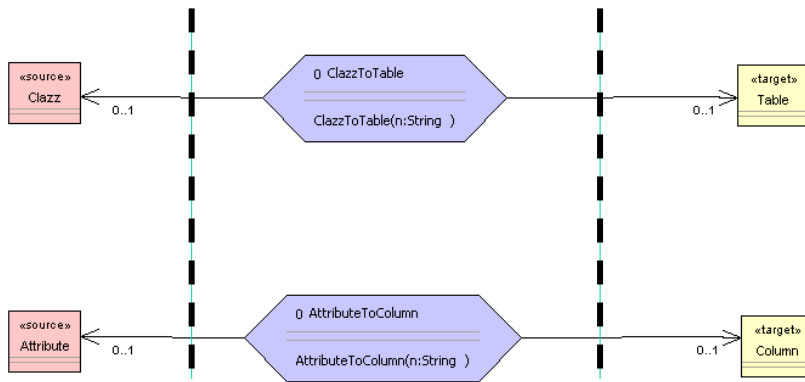 «source»
Clazz
0..1
0 ClazzToTable
ClazzToTable(n:String )
0..1
«target»
Table
«source»
Attribute
0..1
0 AttributeToColumn
AttributeToColumn(n:String )
0..1
«target»
Column